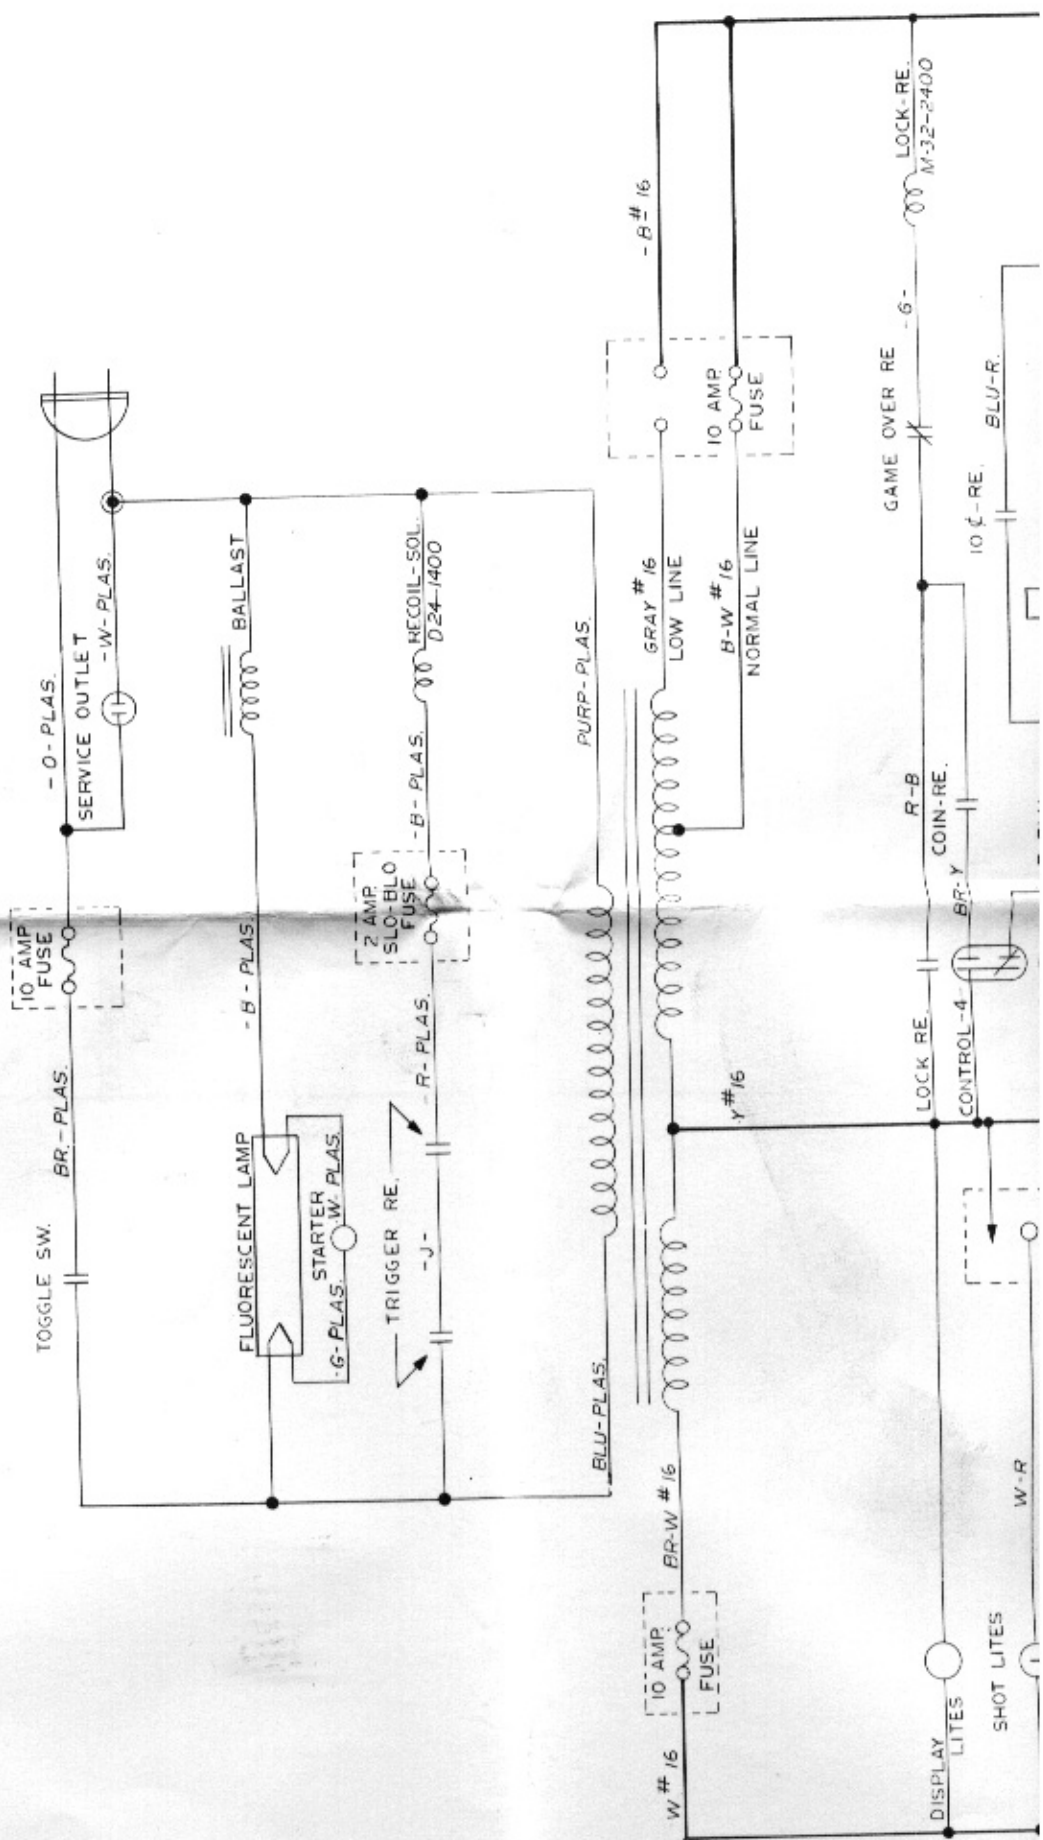 TOGGLE SW.
BR.-PLAS.
10 AMP.
FUSE
-O-PLAS.
SERVICE OUTLET
-W-PLAS.
FLUORESCENT LAMP
-B-PLAS.
BALLAST
STARTER
-G-PLAS.
-W-PLAS.
TRIGGER RE.
-J-
-R-PLAS.
2 AMP.
SLO-BLO
FUSE
-B-PLAS.
RECOIL-SOL.
D24-1400
BLU-PLAS.
PURP-PLAS.
W#16
10 AMP.
FUSE
BR-W #16
-Y#16
GRAY #16
LOW LINE
B-W #16
NORMAL LINE
10 AMP.
FUSE
-B#16
DISPLAY
LITES
LOCK RE.
R-B
GAME OVER RE
-G-
LOCK-RE.
M-32-2400
CONTROL-4
BR-Y
COIN-RE.
10¢-RE.
BLU-R.
SHOT LITES
W-R